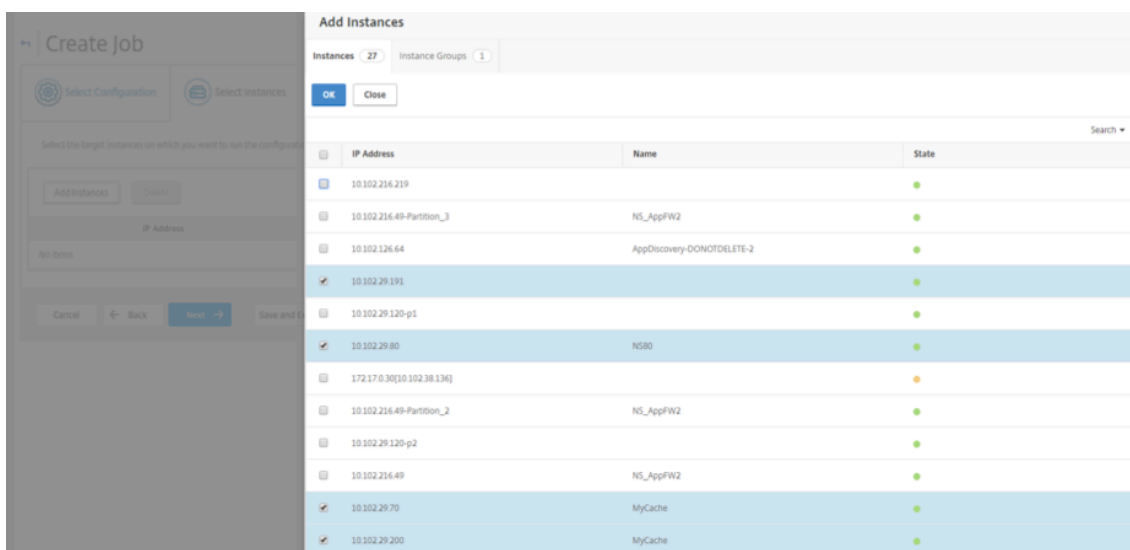 Add Instances
Create Job
Instances 27 Instance Groups 1
Select Configuration Select Instances
OK Close
Search
Select the target instances on which you want to run the configurati
IP Address Name State
10.102.216.219
Add Instances
10.102.216.49-Partition_3 NS_AppFW2
IP Address
10.102.126.64 AppDiscovery-DONOTDELETE-2
No items
10.102.29.191
Cancel Back Next Save and Ex
10.102.29.120-p1
10.102.29.80 NS80
172.17.0.30[10.102.38.136]
10.102.216.49-Partition_2 NS_AppFW2
10.102.29.120-p2
10.102.216.49 NS_AppFW2
10.102.29.70 MyCache
10.102.29.200 MyCache